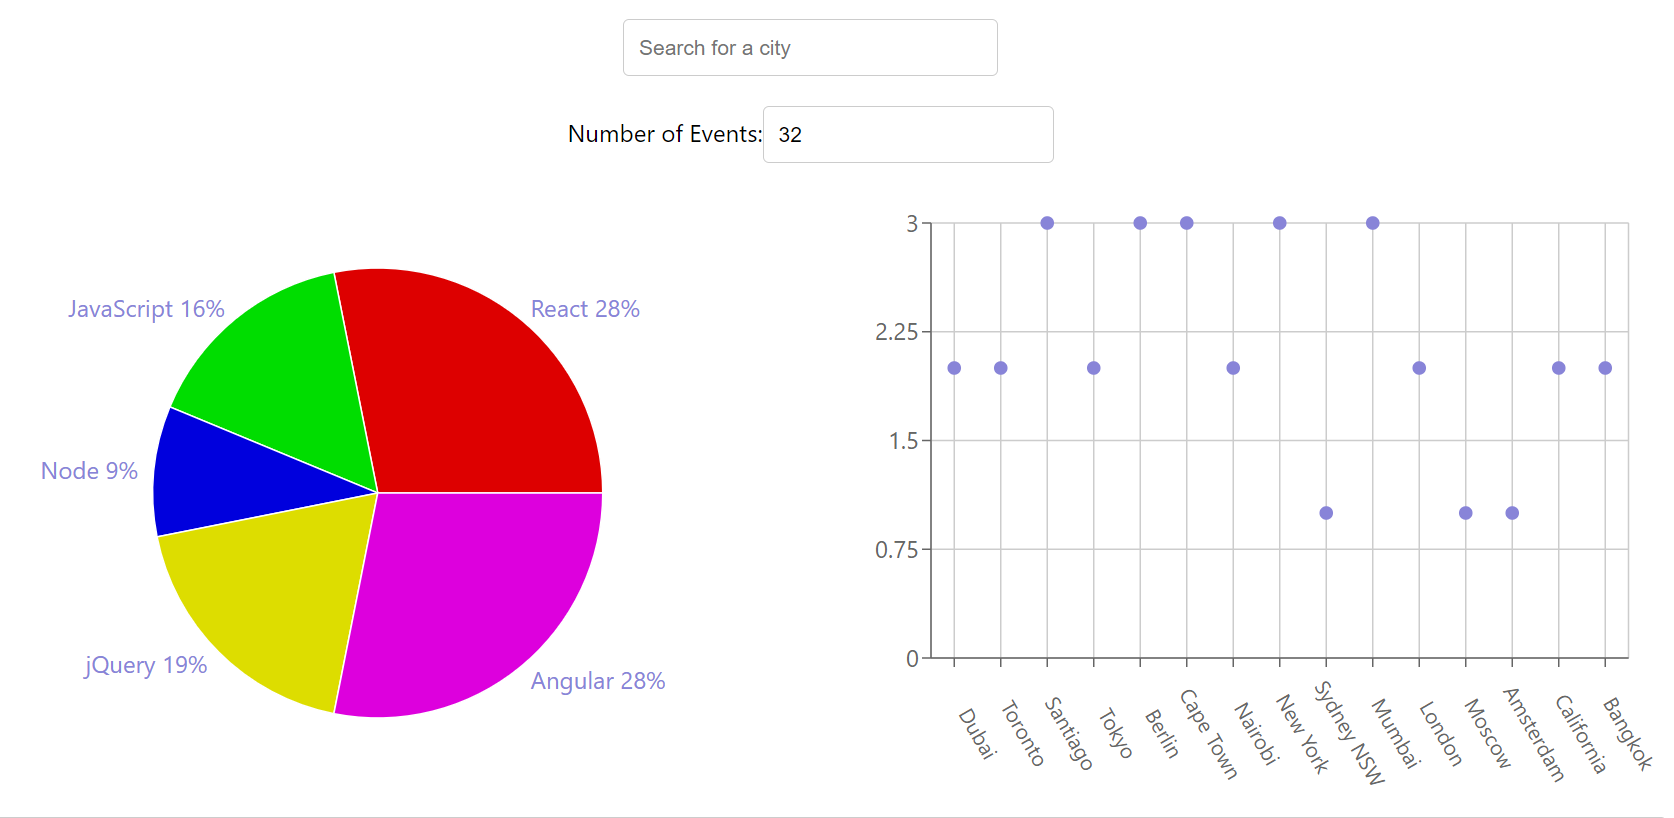 Search for a city
Number of Events: 32
JavaScript 16%
React 28%
Node 9%
jQuery 19%
Angular 28%
3
2.25
1.5
0.75
0
Dubai
Toronto
Santiago
Tokyo
Berlin
Cape Town
Nairobi
New York
Sydney NSW
Mumbai
London
Moscow
Amsterdam
California
Bangkok